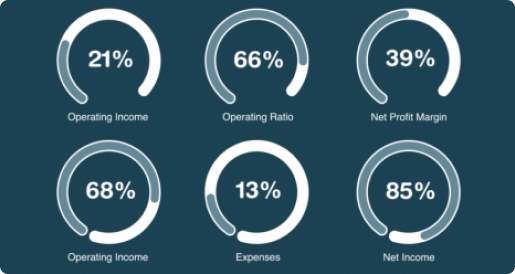 21%
Operating Income
66%
Operating Ratio
39%
Net Profit Margin
68%
Operating Income
13%
Expenses
85%
Net Income